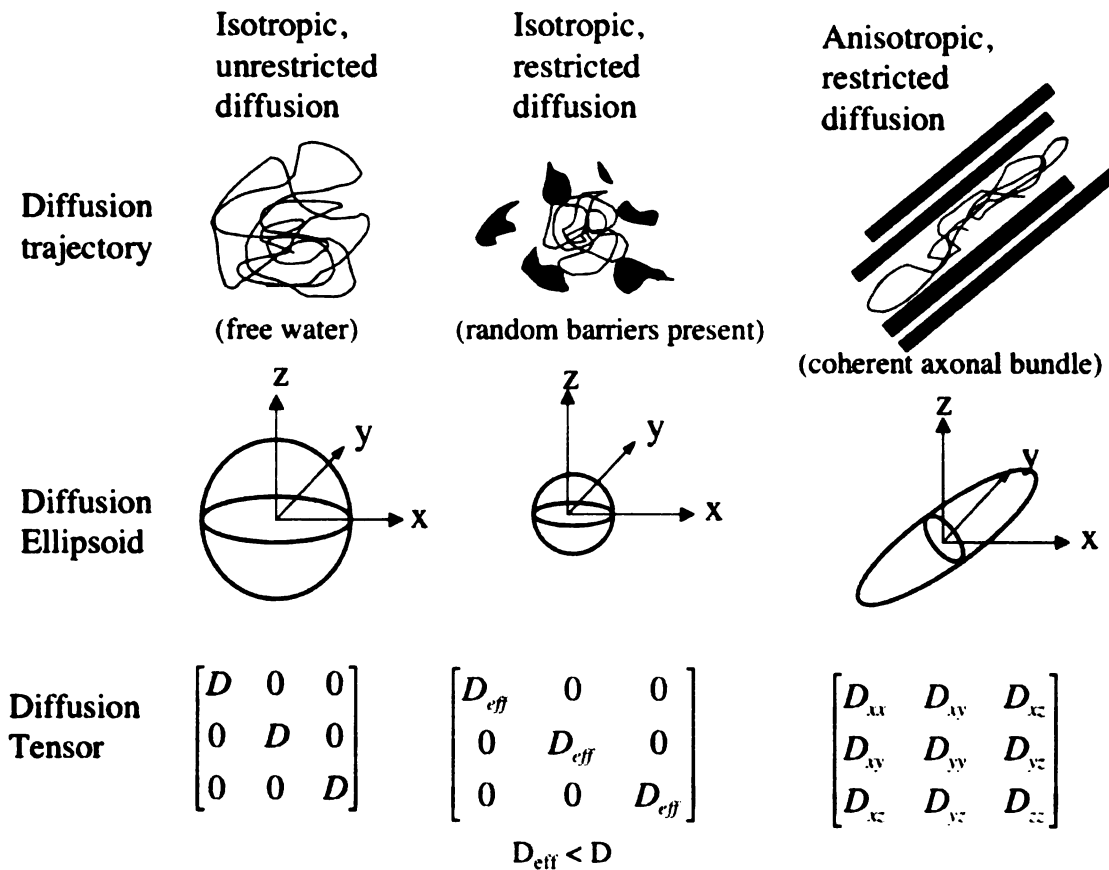 Isotropic,
unrestricted
diffusion
Isotropic,
restricted
diffusion
Anisotropic,
restricted
diffusion
Diffusion
trajectory
(free water)
(random barriers present)
(coherent axonal bundle)
Diffusion
Ellipsoid
z
y
x
z
y
x
z
y
x
Diffusion
Tensor
D 0 0
0 D 0
0 0 D
D_eff 0 0
0 D_eff 0
0 0 D_eff
D_eff < D
D_xx D_xy D_xz
D_xy D_yy D_yz
D_xz D_yz D_zz